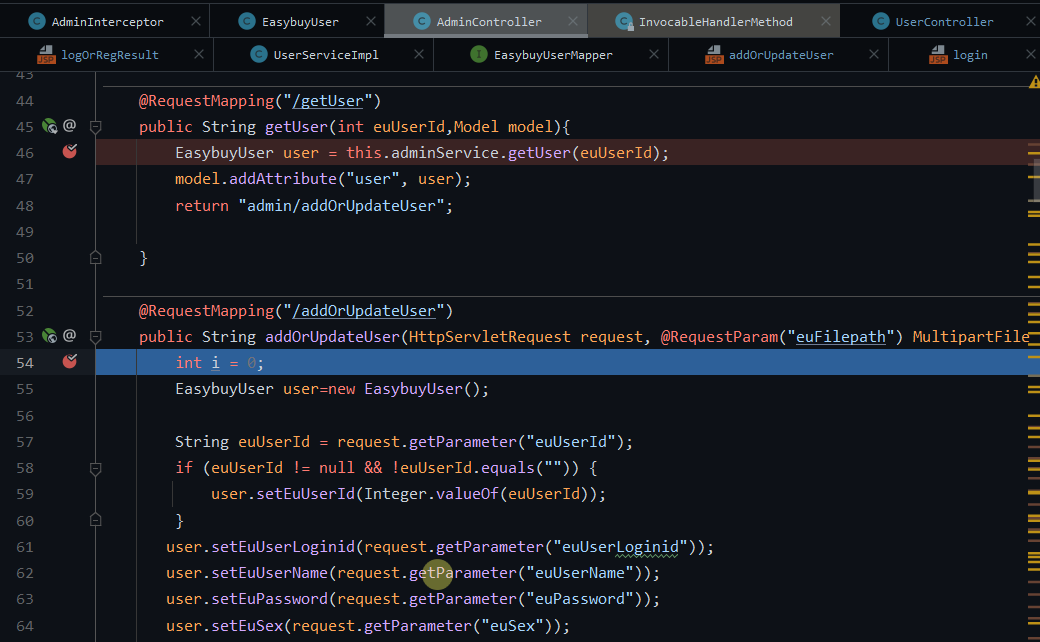 AdminInterceptor EasybuyUser AdminController InvocableHandlerMethod UserController
logOrRegResult UserServiceImpl EasybuyUserMapper addOrUpdateUser login
43
44 @RequestMapping("/getUser")
45 public String getUser(int euUserId,Model model){
46 EasybuyUser user = this.adminService.getUser(euUserId);
47 model.addAttribute("user", user);
48 return "admin/addOrUpdateUser";
49
50 }
51
52 @RequestMapping("/addOrUpdateUser")
53 public String addOrUpdateUser(HttpServletRequest request, @RequestParam("euFilepath") MultipartFile
54 int i = 0;
55 EasybuyUser user=new EasybuyUser();
56
57 String euUserId = request.getParameter("euUserId");
58 if (euUserId != null && !euUserId.equals("")) {
59 user.setEuUserId(Integer.valueOf(euUserId));
60 }
61 user.setEuUserLoginid(request.getParameter("euUserLoginid"));
62 user.setEuUserName(request.getParameter("euUserName"));
63 user.setEuPassword(request.getParameter("euPassword"));
64 user.setEuSex(request.getParameter("euSex"));